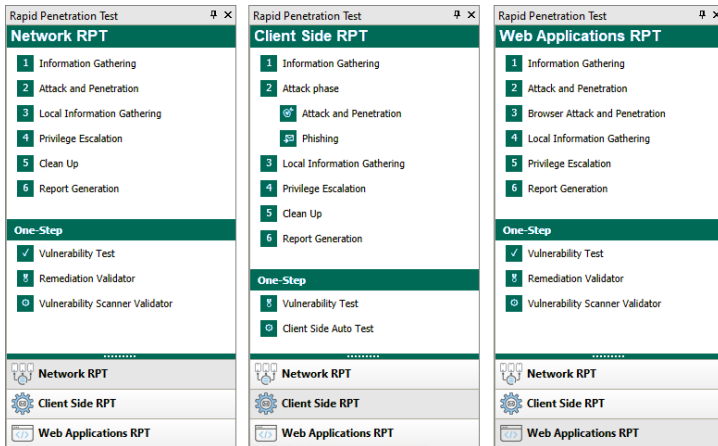 Rapid Penetration Test
Network RPT
1 Information Gathering
2 Attack and Penetration
3 Local Information Gathering
4 Privilege Escalation
5 Clean Up
6 Report Generation
One-Step
Vulnerability Test
Remediation Validator
Vulnerability Scanner Validator
Network RPT
Client Side RPT
Web Applications RPT
Rapid Penetration Test
Client Side RPT
1 Information Gathering
2 Attack phase
Attack and Penetration
Phishing
3 Local Information Gathering
4 Privilege Escalation
5 Clean Up
6 Report Generation
One-Step
Vulnerability Test
Client Side Auto Test
Network RPT
Client Side RPT
Web Applications RPT
Rapid Penetration Test
Web Applications RPT
1 Information Gathering
2 Attack and Penetration
3 Browser Attack and Penetration
4 Local Information Gathering
5 Privilege Escalation
6 Report Generation
One-Step
Vulnerability Test
Remediation Validator
Vulnerability Scanner Validator
Network RPT
Client Side RPT
Web Applications RPT